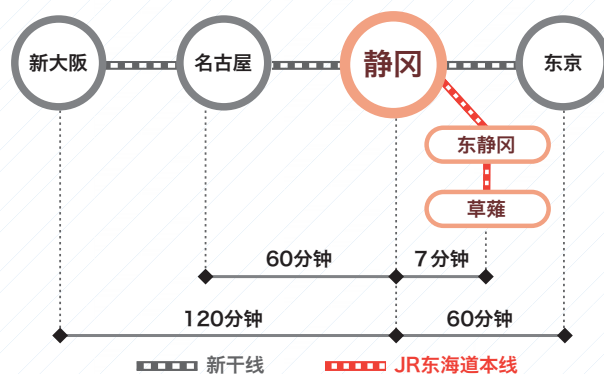 新大阪
名古屋
静冈
东京
东静冈
草薙
60分钟
7分钟
120分钟
60分钟
新干线
JR东海道本线